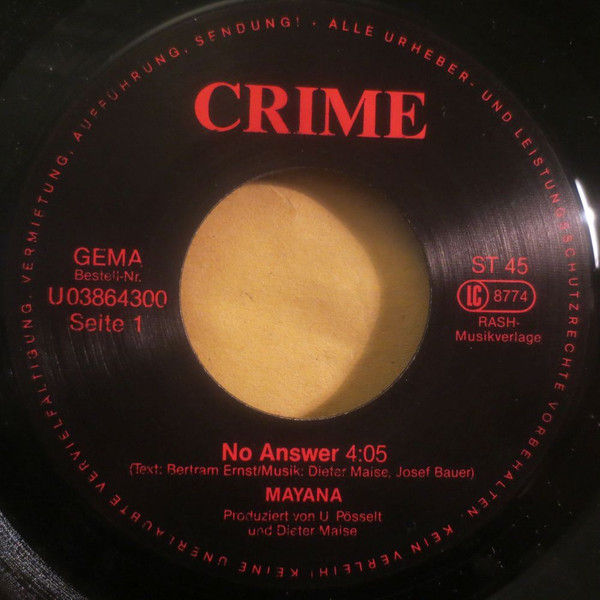 CRIME
GEMA
Bestell-Nr.
U03864300
Seite 1
ST 45
LC 8774
RASH-
Musikverlage
No Answer 4:05
(Text: Bertram Ernst/Musik: Dieter Maise, Josef Bauer)
MAYANA
Produziert von U. Pösselt
und Dieter Maise
ALLE URHEBER- UND LEISTUNGSSCHUTZRECHTE VORBEHALTEN. KEIN VERLEIH! KEINE UNERLAUBTE VERVIELFÄLTIGUNG, VERMIETUNG, AUFFÜHRUNG, SENDUNG! ·